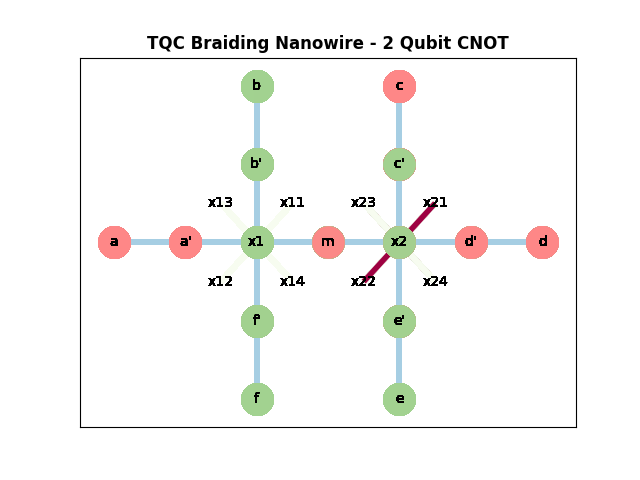 TQC Braiding Nanowire - 2 Qubit CNOT
b c
b' c'
x13 x11 x23 x21
a a' x1 m x2 d' d
x12 x14 x22 x24
f' e'
f e